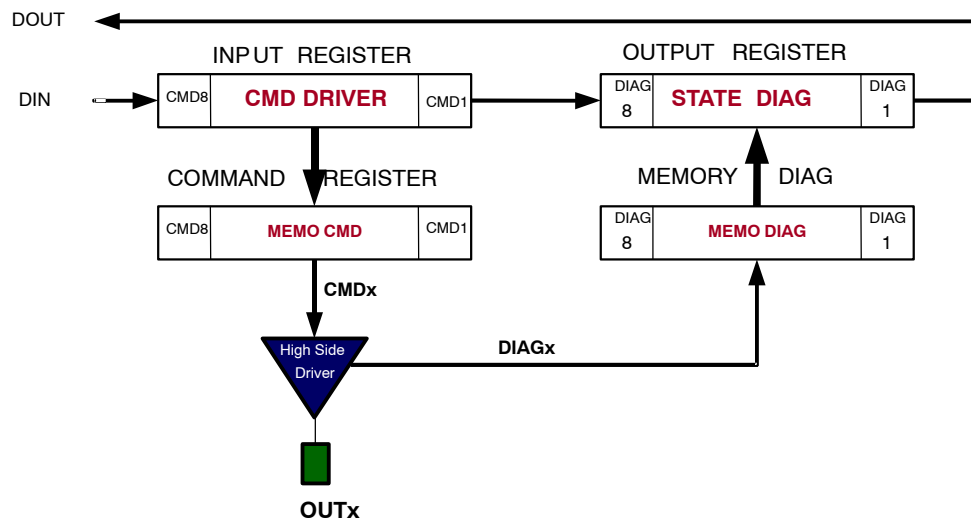 DOUT
INPUT REGISTER
OUTPUT REGISTER
DIN
CMD8
CMD DRIVER
CMD1
DIAG
8
STATE DIAG
DIAG
1
COMMAND REGISTER
MEMORY DIAG
CMD8
MEMO CMD
CMD1
DIAG
8
MEMO DIAG
DIAG
1
CMDx
High Side
Driver
DIAGx
OUTx